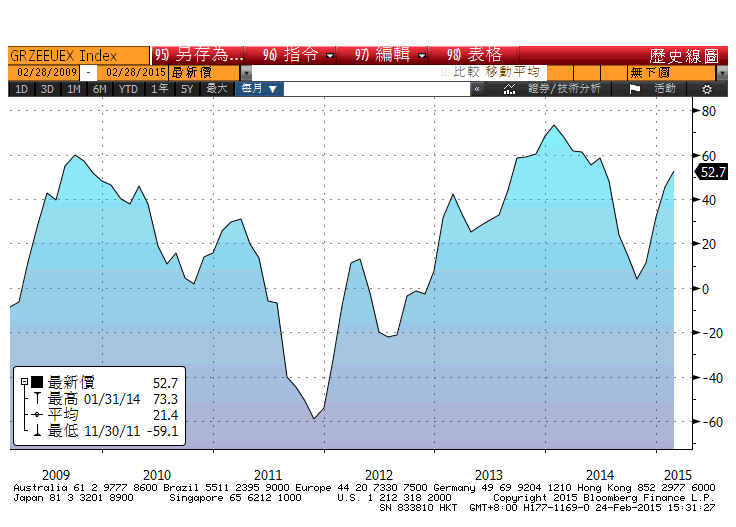 GRZEEUEX Index 95) 另存為... 96) 指令 97) 編輯 98) 表格 歷史線圖
02/28/2009 - 02/28/2015 最新價 比較 移動平均 無下圖
1D 3D 1M 6M YTD 1年 5Y 最大 每月 ▼ « 證券/技術分析 活動
80
60
52.7
40
20
0
-20
-40
-60
最新價 52.7
最高 01/31/14 73.3
平均 21.4
最低 11/30/11 -59.1
2009 2010 2011 2012 2013 2014 2015
Australia 61 2 9777 8600 Brazil 5511 2395 9000 Europe 44 20 7330 7500 Germany 49 69 9204 1210 Hong Kong 852 2977 6000
Japan 81 3 3201 8900 Singapore 65 6212 1000 U.S. 1 212 318 2000 Copyright 2015 Bloomberg Finance L.P.
SN 833810 HKT GMT+8:00 H177-1169-0 24-Feb-2015 15:31:27